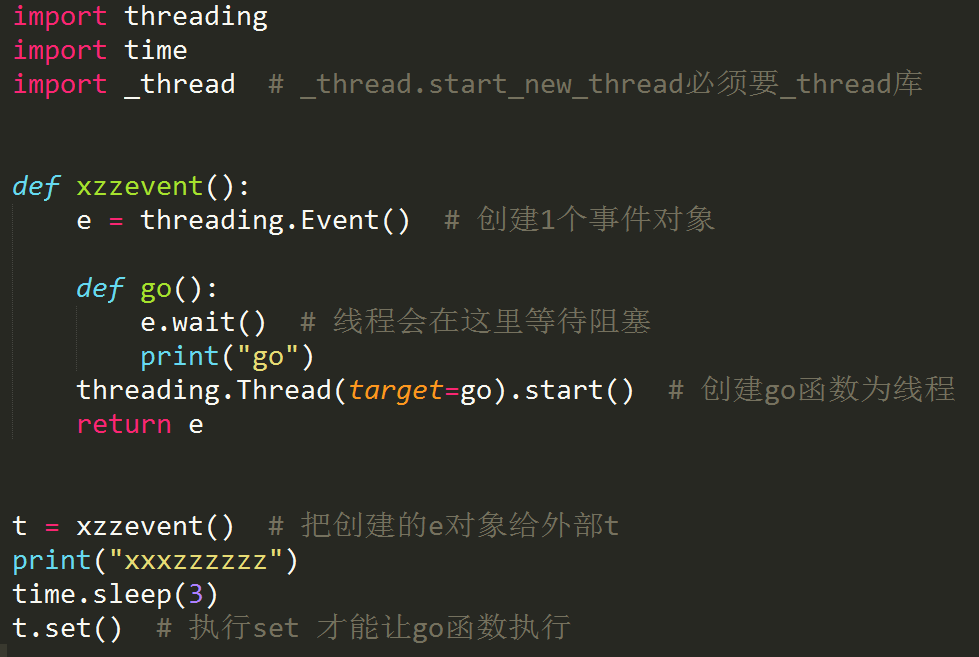 import threading
import time
import _thread  # _thread.start_new_thread必须要_thread库
def xzzevent():
    e = threading.Event()  # 创建1个事件对象
    def go():
        e.wait()  # 线程会在这里等待阻塞
        print("go")
    threading.Thread(target=go).start()  # 创建go函数为线程
    return e
t = xzzevent()  # 把创建的e对象给外部t
print("xxxzzzzzz")
time.sleep(3)
t.set()  # 执行set 才能让go函数执行